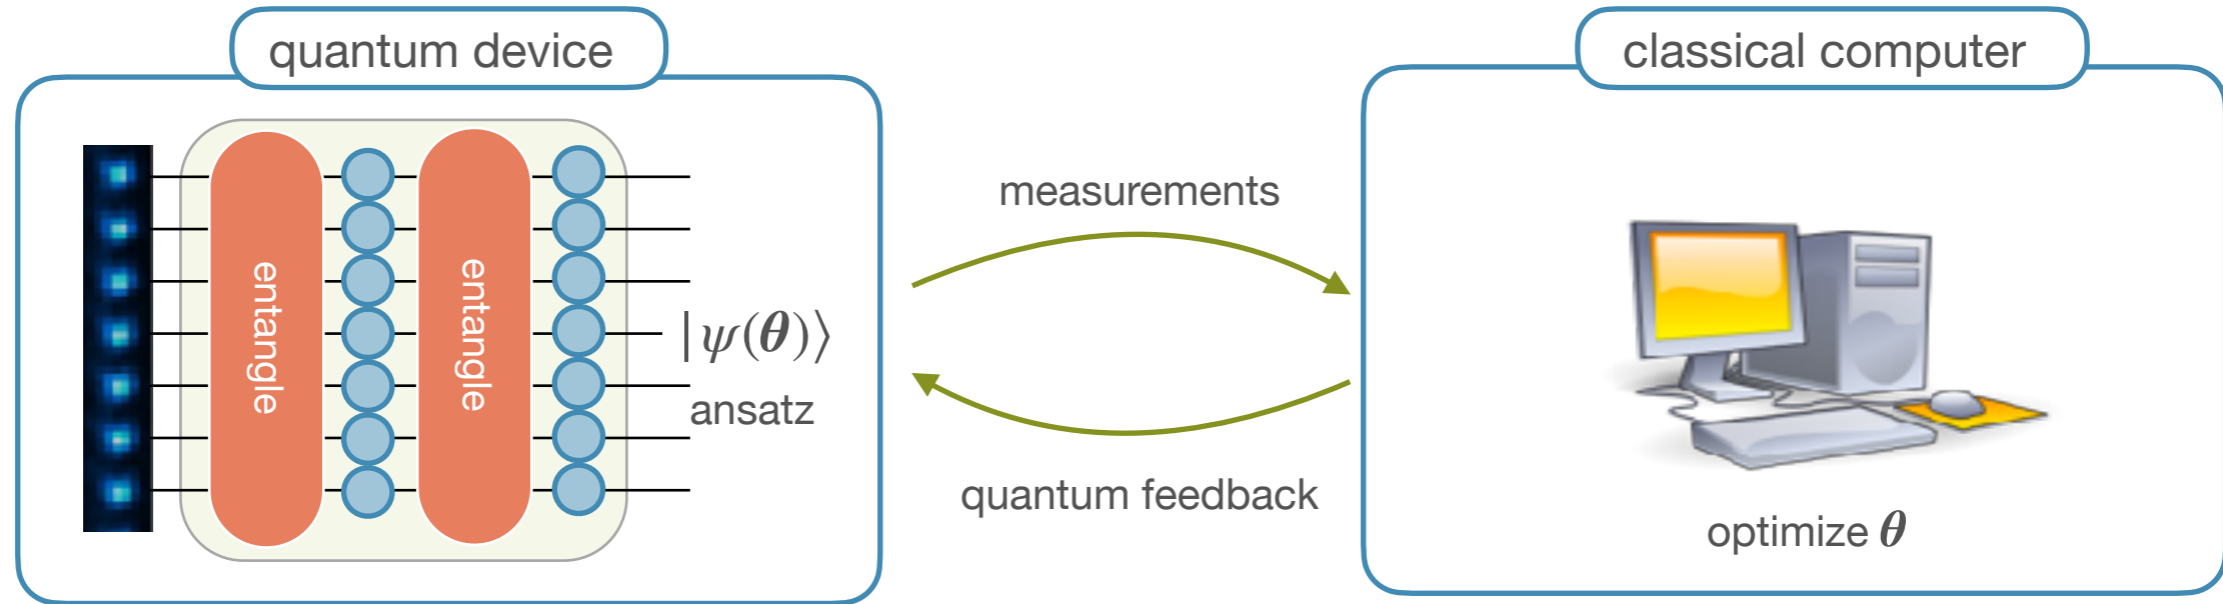 quantum device
classical computer
entangle
entangle
|ψ(θ)⟩
ansatz
measurements
quantum feedback
optimize θ